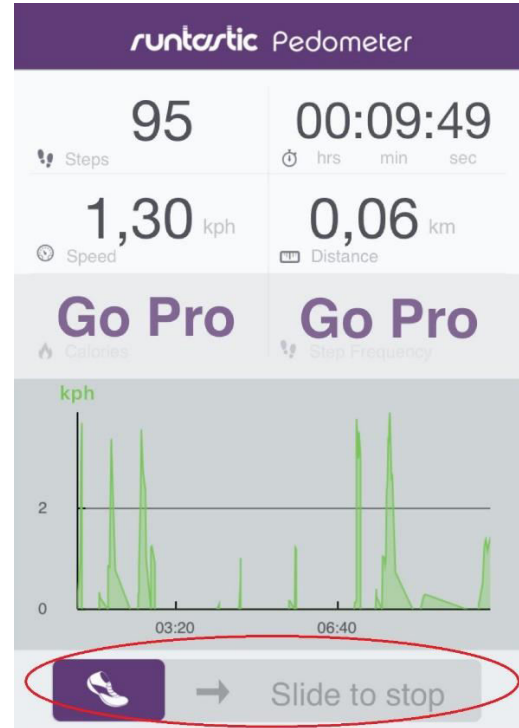 runtastic Pedometer
95 00:09:49
Steps hrs min sec
1,30 kph 0,06 km
Speed Distance
Go Pro Go Pro
Calories Step Frequency
kph
2
0
03:20 06:40
Slide to stop